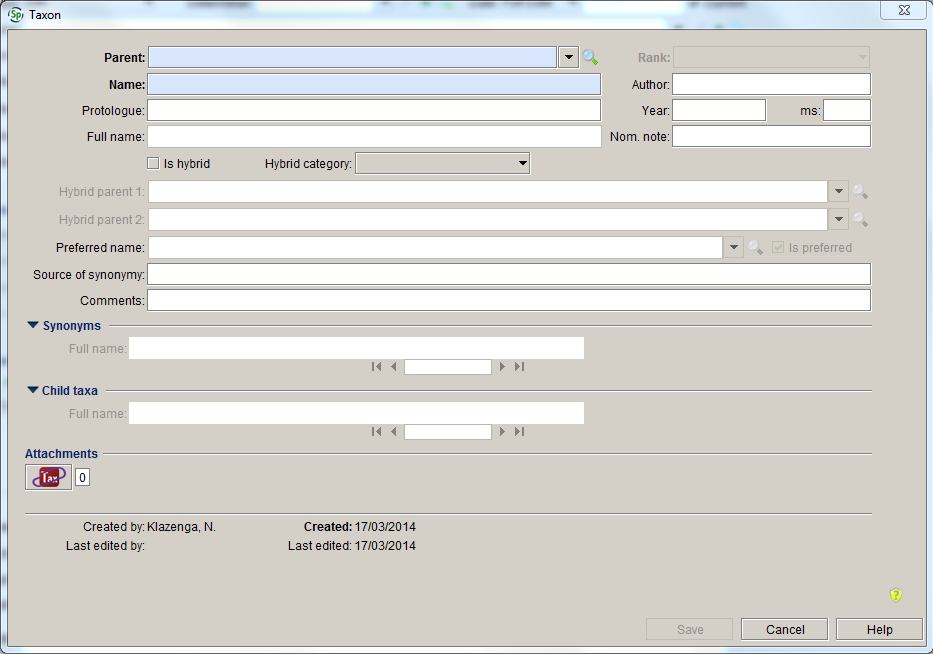 Sp Taxon
Parent: Rank:
Name: Author:
Protologue: Year: ms:
Full name: Nom. note:
Is hybrid Hybrid category:
Hybrid parent 1:
Hybrid parent 2:
Preferred name: Is preferred
Source of synonymy:
Comments:
Synonyms
Full name:
Child taxa
Full name:
Attachments
Tax 0
Created by: Klazenga, N. Created: 17/03/2014
Last edited by: Last edited: 17/03/2014
?
Save Cancel Help